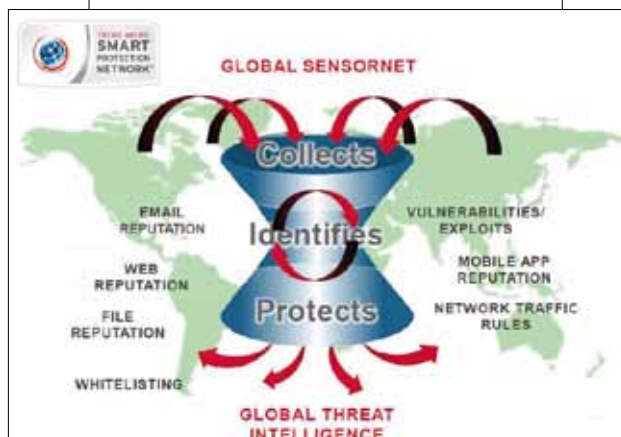 TREND MICRO
SMART
PROTECTION
NETWORK
GLOBAL SENSORNET
Collects
EMAIL
REPUTATION
VULNERABILITIES/
EXPLOITS
Identifies
WEB
REPUTATION
MOBILE APP
REPUTATION
FILE
REPUTATION
Protects
NETWORK TRAFFIC
RULES
WHITELISTING
GLOBAL THREAT
INTELLIGENCE